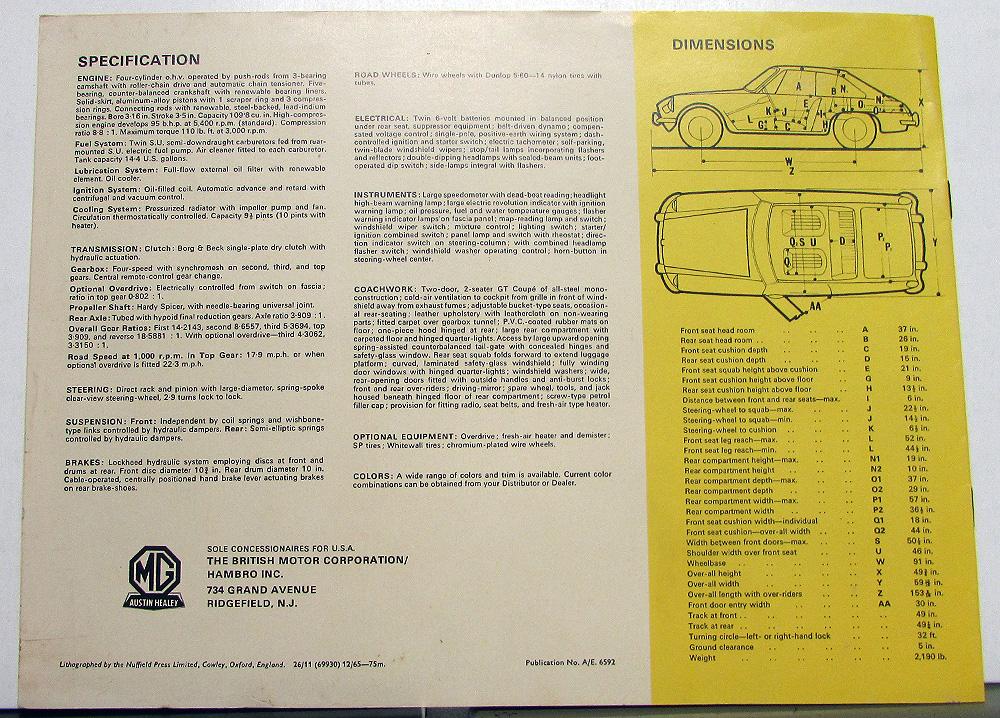 SPECIFICATION
ENGINE: Four-cylinder o.h.v. operated by push-rods from 3-bearing
camshaft with roller-chain drive and automatic chain tensioner. Five-
bearing, counter-balanced crankshaft with renewable bearing liners.
Solid-skirt, aluminum-alloy pistons with 1 scraper ring and 3 compres-
sion rings. Connecting rods with renewable, steel-backed, lead-indium
bearings. Bore 3·16 in. Stroke 3·5 in. Capacity 109·8 cu. in. High-compres-
sion engine develops 95 b.h.p. at 5,400 r.p.m. (standard). Compression
ratio 8·8 : 1. Maximum torque 110 lb. ft. at 3,000 r.p.m.
Fuel System: Twin S.U. semi-downdraught carburetors fed from rear-
mounted S.U. electric fuel pump. Air cleaner fitted to each carburetor.
Tank capacity 14·4 U.S. gallons.
Lubrication System: Full-flow external oil filter with renewable
element. Oil cooler.
Ignition System: Oil-filled coil. Automatic advance and retard with
centrifugal and vacuum control.
Cooling System: Pressurized radiator with impeller pump and fan.
Circulation thermostatically controlled. Capacity 9½ pints (10 pints with
heater).
TRANSMISSION: Clutch: Borg & Beck single-plate dry clutch with
hydraulic actuation.
Gearbox: Four-speed with synchromesh on second, third, and top
gears. Central remote-control gear change.
Optional Overdrive: Electrically controlled from switch on fascia;
ratio in top gear 0·802 : 1.
Propeller Shaft: Hardy Spicer, with needle-bearing universal joint.
Rear Axle: Tubed with hypoid final reduction gears. Axle ratio 3·909 : 1.
Overall Gear Ratios: First 14·2143, second 8·6557, third 5·3694, top
3·909, and reverse 18·5881 : 1. With overdrive—third 4·3062,
3·3150 : 1.
Road Speed at 1,000 r.p.m. In Top Gear: 17·9 m.p.h. or when
optional overdrive is fitted 22·3 m.p.h.
STEERING: Direct rack and pinion with large-diameter, spring-spoke
clear-view steering-wheel, 2·9 turns lock to lock.
SUSPENSION: Front: Independent by coil springs and wishbone-
type links controlled by hydraulic dampers. Rear: Semi-elliptic springs
controlled by hydraulic dampers.
BRAKES: Lockheed hydraulic system employing discs at front and
drums at rear. Front disc diameter 10¾ in. Rear drum diameter 10 in.
Cable-operated, centrally positioned hand brake lever actuating brakes
on rear brake-shoes.
MG
AUSTIN HEALEY
SOLE CONCESSIONAIRES FOR U.S.A.
THE BRITISH MOTOR CORPORATION/
HAMBRO INC.
734 GRAND AVENUE
RIDGEFIELD, N.J.
Lithographed by the Nuffield Press Limited, Cowley, Oxford, England. 26/11 (69930) 12/65—75m.
ROAD WHEELS: Wire wheels with Dunlop 5·60—14 nylon tires with
tubes.
ELECTRICAL: Twin 6-volt batteries mounted in balanced position
under rear seat, suppressor equipment; belt-driven dynamo; compen-
sated voltage control; single-pole, positive-earth wiring system; dash-
controlled ignition and starter switch; electric tachometer; self-parking,
twin-blade windshield wipers; stop/tail lamps incorporating flashers
and reflectors; double-dipping headlamps with sealed-beam units; foot-
operated dip switch; side-lamps integral with flashers.
INSTRUMENTS: Large speedometer with dead-beat reading; headlight
high-beam warning lamp; large electric revolution indicator with ignition
warning lamp; oil pressure, fuel and water temperature gauges; flasher
warning indicator lamps on fascia panel; map-reading lamp and switch;
windshield wiper switch; mixture control; lighting switch; starter/
ignition combined switch; panel lamp and switch with rheostat; direc-
tion indicator switch on steering-column; with combined headlamp
flasher switch; windshield washer operating control; horn-button in
steering-wheel center.
COACHWORK: Two-door, 2-seater GT Coupé of all-steel mono-
construction; cold-air ventilation to cockpit from grille in front of wind-
shield away from exhaust fumes; adjustable bucket-type seats, occasion-
al rear-seating; leather upholstery with leathercloth on non-wearing
parts; fitted carpet over gearbox tunnel; P.V.C.-coated rubber mats on
floor; one-piece hood hinged at rear; large rear compartment with
carpeted floor and hinged quarter-lights. Access by large upward opening
spring-assisted counterbalanced tail-gate with concealed hinges and
safety-glass window. Rear seat squab folds forward to extend luggage
platform; curved, laminated safety-glass windshield; fully winding
door windows with hinged quarter-lights; windshield washers; wide,
rear-opening doors fitted with outside handles and anti-burst locks;
front and rear over-riders; driving-mirror; spare wheel, tools, and jack
housed beneath hinged floor of rear compartment; screw-type petrol
filler cap; provision for fitting radio, seat belts, and fresh-air type heater.
OPTIONAL EQUIPMENT: Overdrive; fresh-air heater and demister;
SP tires; Whitewall tires; chromium-plated wire wheels.
COLORS: A wide range of colors and trim is available. Current color
combinations can be obtained from your Distributor or Dealer.
Publication No. A/E. 6592
DIMENSIONS
A B N, N, K J E I O, O, X L G C H D
W
Z
Q, S U D P, P, Y
Q,
AA
Front seat head room .. .. .. A 37 in.
Rear seat head room .. .. .. B 26 in.
Front seat cushion depth .. .. C 19 in.
Rear seat cushion depth .. .. D 15 in.
Front seat squab height above cushion .. E 21 in.
Front seat cushion height above floor .. G 9 in.
Rear seat cushion height above floor .. H 13½ in.
Distance between front and rear seats—max. I 6 in.
Steering-wheel to squab—max. .. J 22½ in.
Steering-wheel to squab—min. .. J 14½ in.
Steering-wheel to cushion .. .. K 6½ in.
Front seat leg reach—max. .. .. L 52 in.
Front seat leg reach—min. .. .. L 44½ in.
Rear compartment height—max. .. N1 19 in.
Rear compartment height .. .. N2 10 in.
Rear compartment depth—max. .. O1 37 in.
Rear compartment depth .. .. O2 29 in.
Rear compartment width—max. .. P1 57 in.
Rear compartment width .. .. P2 36½ in.
Front seat cushion width—individual .. Q1 18 in.
Front seat cushion—over-all width .. Q2 44 in.
Width between front doors—max. .. S 50½ in.
Shoulder width over front seat .. U 46 in.
Wheelbase .. .. .. W 91 in.
Over-all height .. .. .. X 49¾ in.
Over-all width .. .. .. Y 59 in.
Over-all length with over-riders .. Z 153 in.
Front door entry width .. .. AA 30 in.
Track at front .. .. .. 49 in.
Track at rear .. .. .. 49¼ in.
Turning circle—left- or right-hand lock .. 32 ft.
Ground clearance .. .. .. 5 in.
Weight .. .. .. 2,190 lb.